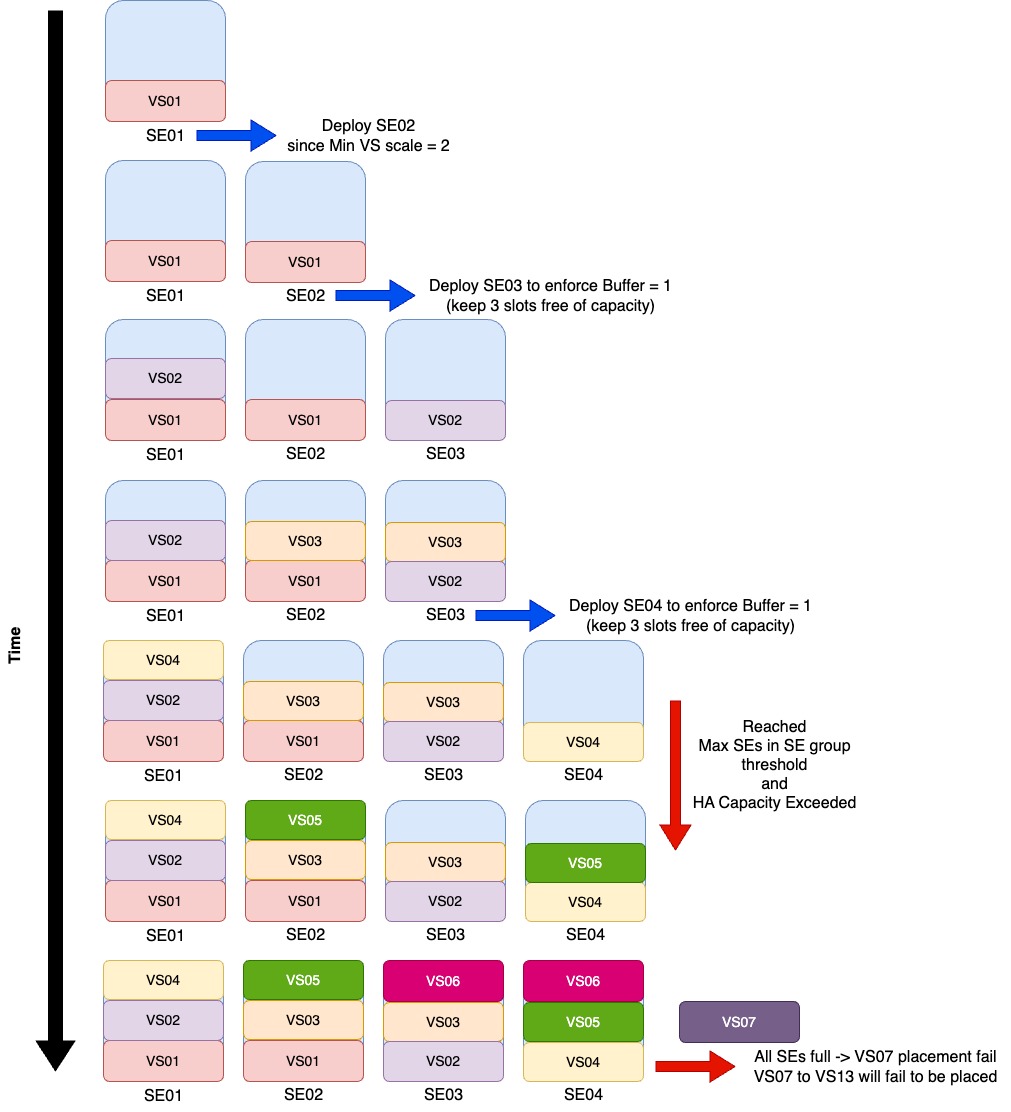 VS01
SE01
Deploy SE02
since Min VS scale = 2
VS01
VS01
SE01
SE02
Deploy SE03 to enforce Buffer = 1
(keep 3 slots free of capacity)
VS02
VS01
VS01
VS02
SE01
SE02
SE03
VS02
VS03
VS03
VS01
VS01
VS02
SE01
SE02
SE03
Deploy SE04 to enforce Buffer = 1
(keep 3 slots free of capacity)
Time
VS04
VS02
VS03
VS03
VS01
VS01
VS02
VS04
SE01
SE02
SE03
SE04
Reached
Max SEs in SE group
threshold
and
HA Capacity Exceeded
VS04
VS05
VS02
VS03
VS03
VS05
VS01
VS01
VS02
VS04
SE01
SE02
SE03
SE04
VS04
VS05
VS06
VS06
VS02
VS03
VS03
VS05
VS07
VS01
VS01
VS02
VS04
SE01
SE02
SE03
SE04
All SEs full -> VS07 placement fail
VS07 to VS13 will fail to be placed